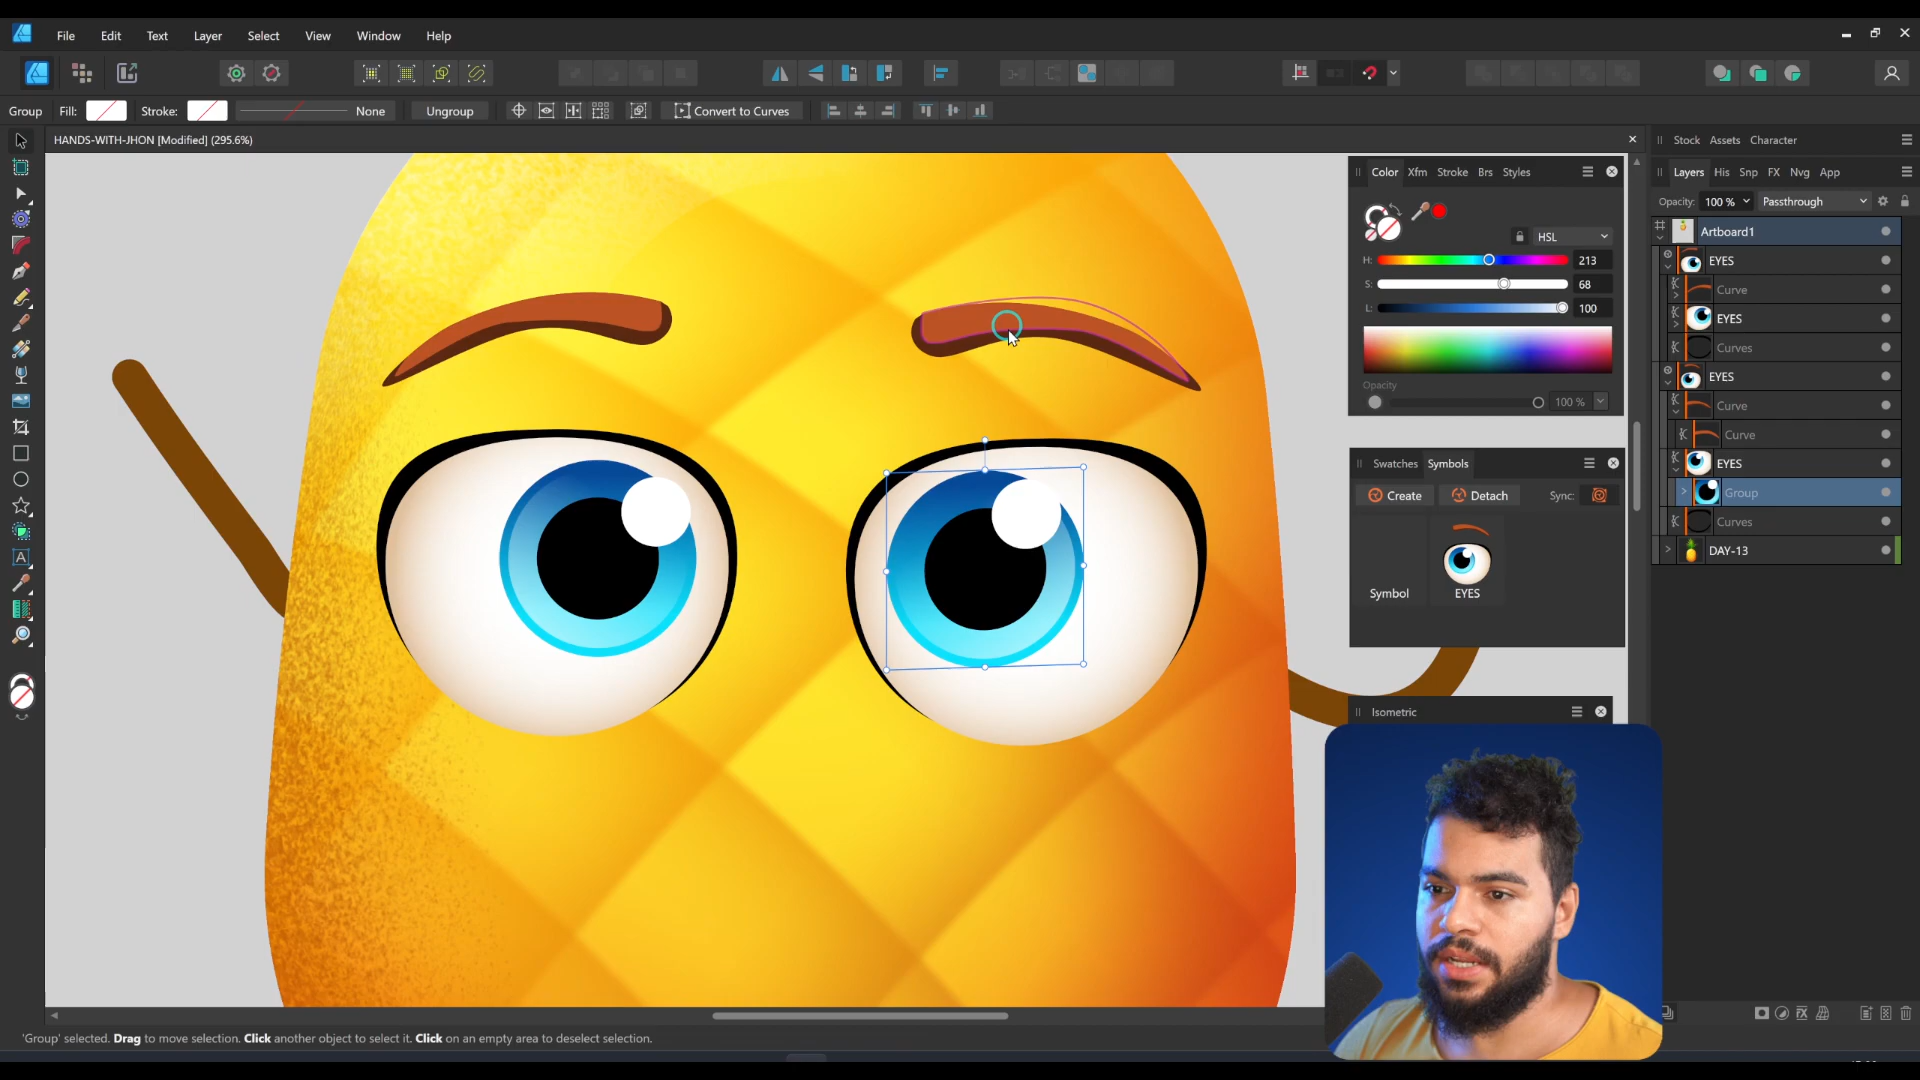 File Edit Text Layer Select View Window Help
Group Fill: Stroke: None Ungroup Convert to Curves
HANDS-WITH-JHON [Modified] (295.6%)
Stock Assets Character
Color Xfm Stroke Brs Styles
Layers His Snp FX Nvg App
Opacity: 100 % Passthrough
HSL
H: 213
S: 68
L: 100
Opacity
100 %
Artboard1
EYES
Curve
EYES
Curves
EYES
Curve
Curve
EYES
Group
Curves
DAY-13
Swatches Symbols
Create Detach Sync:
Symbol EYES
Isometric
'Group' selected. Drag to move selection. Click another object to select it. Click on an empty area to deselect selection.